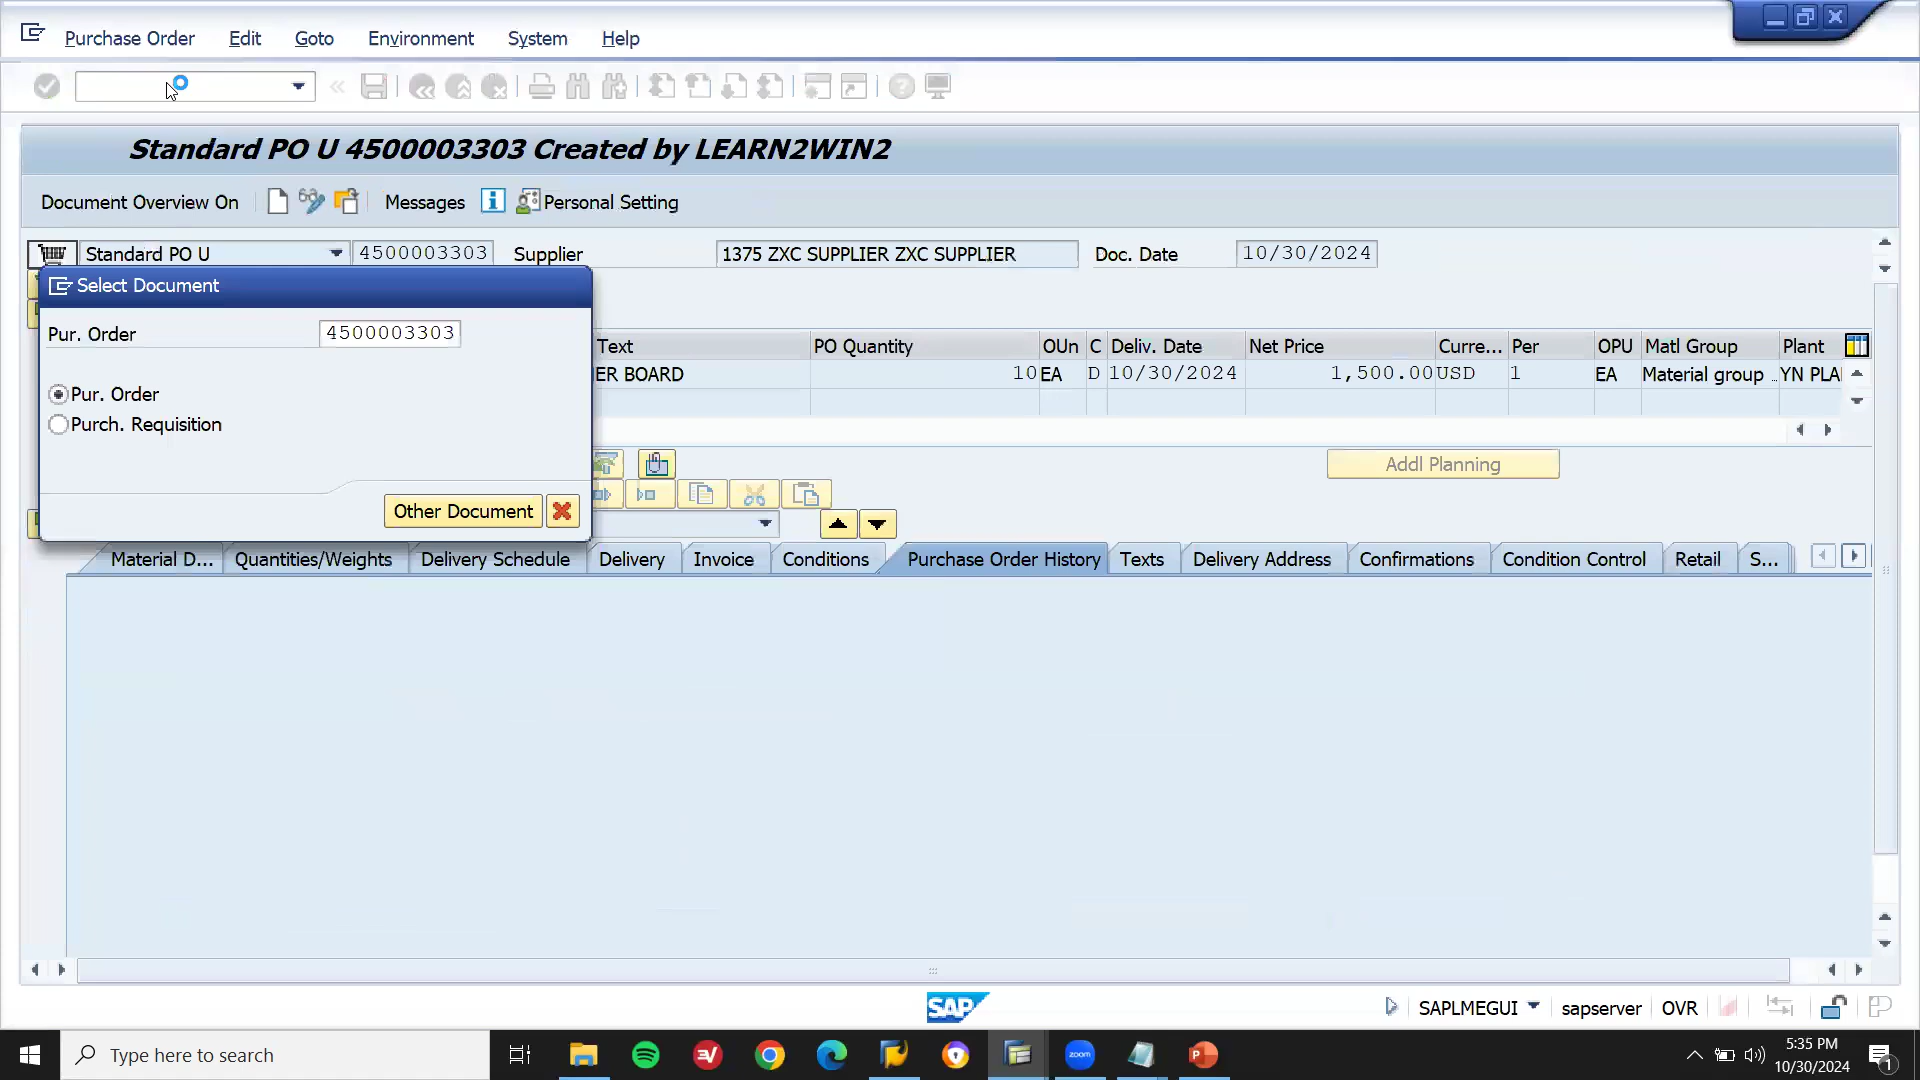 Purchase Order Edit Goto Environment System Help
Standard PO U 4500003303 Created by LEARN2WIN2
Document Overview On Messages Personal Setting
Standard PO U 4500003303 Supplier 1375 ZXC SUPPLIER ZXC SUPPLIER Doc. Date 10/30/2024
Select Document
Pur. Order 4500003303
Pur. Order
Purch. Requisition
Other Document
Text PO Quantity OUn C Deliv. Date Net Price Curre... Per OPU Matl Group Plant
ER BOARD 10 EA D 10/30/2024 1,500.00 USD 1 EA Material group .. YN PLA
Addl Planning
Material D... Quantities/Weights Delivery Schedule Delivery Invoice Conditions Purchase Order History Texts Delivery Address Confirmations Condition Control Retail S...
SAP SAPLMEGUI sapserver OVR
Type here to search zoom 5:35 PM
10/30/2024 1